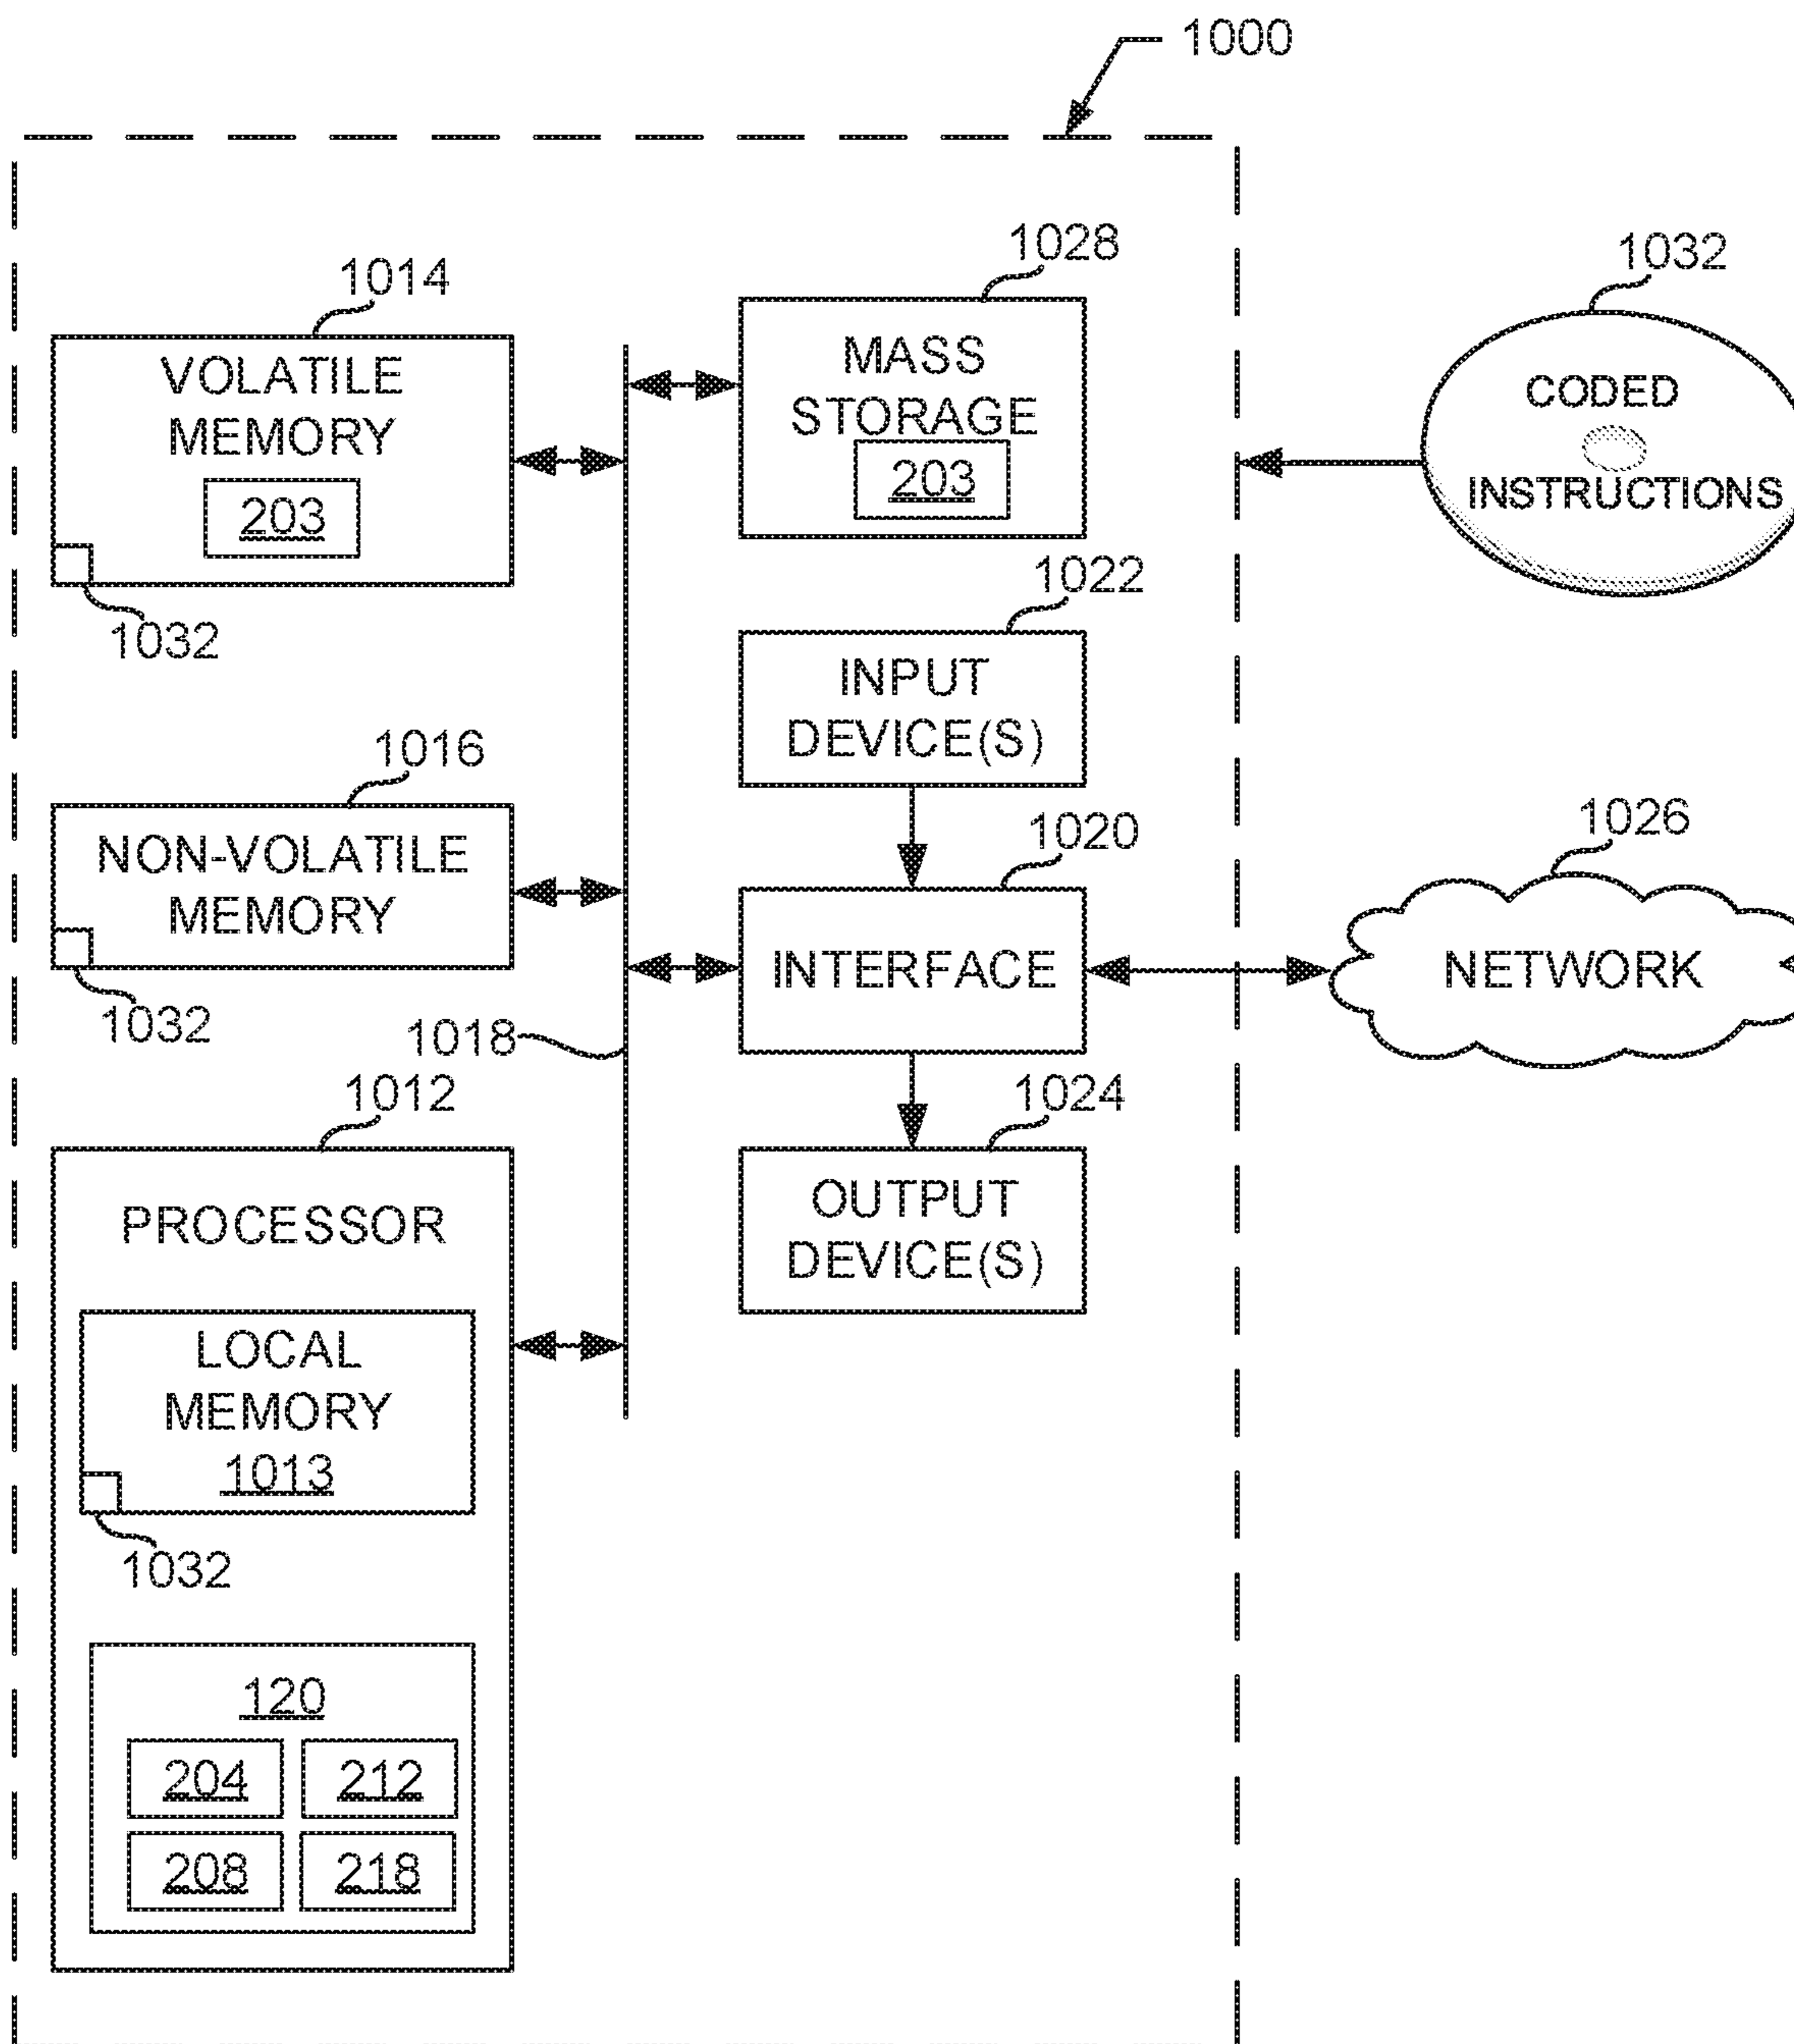 1000
1014
VOLATILE
MEMORY
203
1032
1028
MASS
STORAGE
203
1032
CODED
INSTRUCTIONS
1022
INPUT
DEVICE(S)
1016
NON-VOLATILE
MEMORY
1032
1018
1020
INTERFACE
1026
NETWORK
1012
PROCESSOR
LOCAL
MEMORY
1013
1032
1024
OUTPUT
DEVICE(S)
120
204
212
208
218